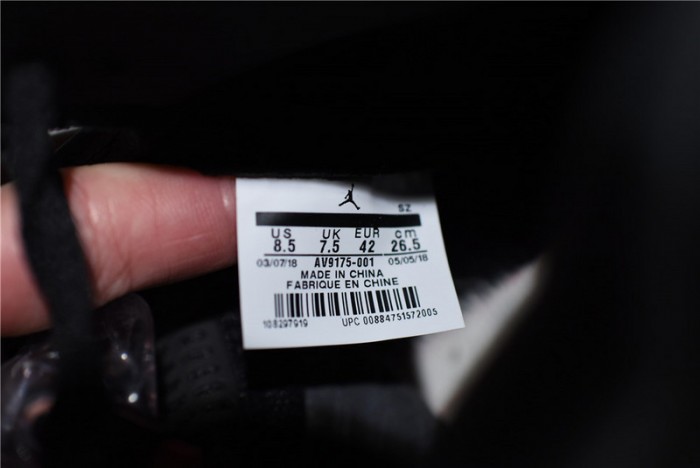 SZ
US UK EUR cm
8.5 7.5 42 26.5
03/07/18 AV9175-001 05/05/18
MADE IN CHINA
FABRIQUE EN CHINE
108297919 UPC 00884751572005